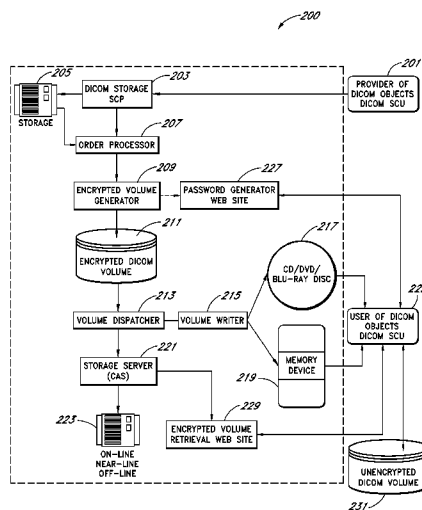 200
205
203
201
DICOM STORAGE
SCP
PROVIDER
OF DICOM OBJECTS
DICOM SCU
STORAGE
207
ORDER PROCESSOR
209
227
ENCRYPTED VOLUME
GENERATOR
PASSWORD GENERATOR
WEB SITE
211
217
ENCRYPTED DICOM
VOLUME
CD/DVD/
BLU-RAY DISC
213
215
VOLUME DISPATCHER
VOLUME WRITER
USER OF DICOM
OBJECTS
DICOM SCU
221
STORAGE SERVER
(CAS)
MEMORY
DEVICE
219
223
229
ENCRYPTED VOLUME
RETRIEVAL WEB SITE
ON-LINE
NEAR-LINE
OFF-LINE
UNENCRYPTED
DICOM VOLUME
231